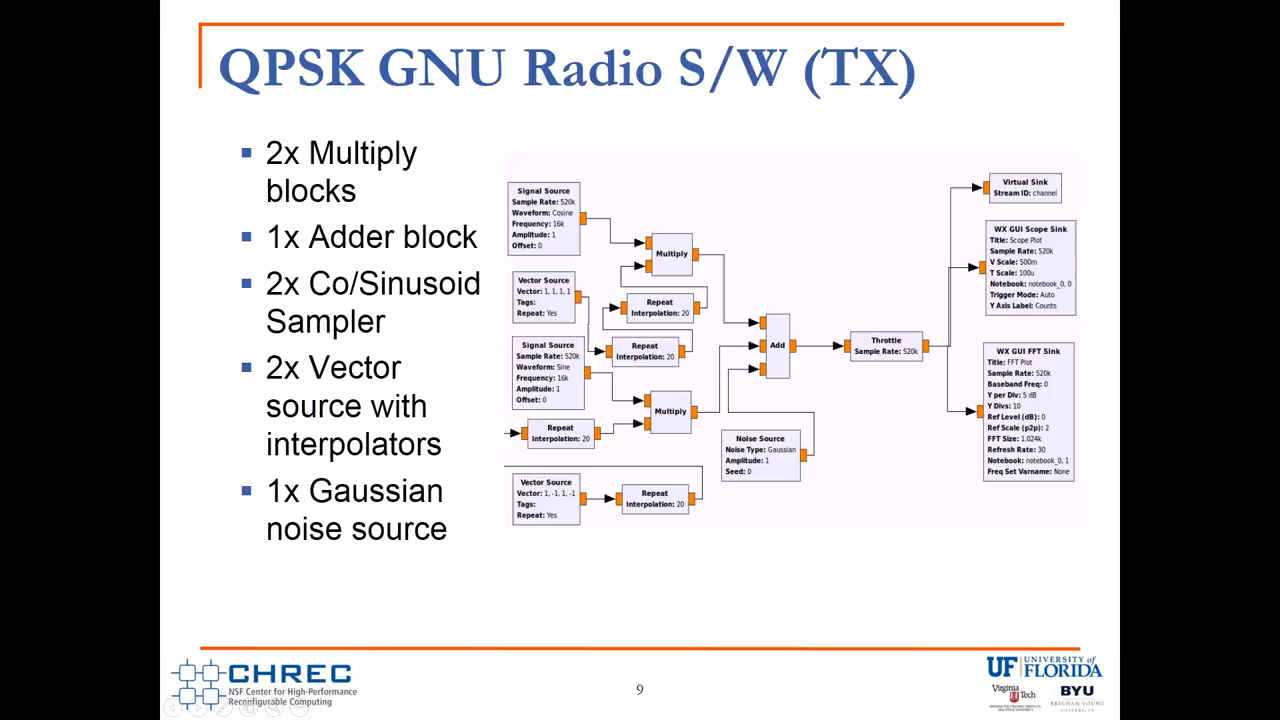 QPSK GNU Radio S/W (TX)
2x Multiply
blocks
1x Adder block
2x Co/Sinusoid
Sampler
2x Vector
source with
interpolators
1x Gaussian
noise source
Signal Source
Sample Rate: 520k
Waveform: Cosine
Frequency: 16k
Amplitude: 1
Offset: 0
Vector Source
Vector: 1, 1, 1, 1
Tags:
Repeat: Yes
Signal Source
Sample Rate: 520k
Waveform: Sine
Frequency: 16k
Amplitude: 1
Offset: 0
Repeat
Interpolation: 20
Vector Source
Vector: 1, -1, 1, -1
Tags:
Repeat: Yes
Multiply
Repeat
Interpolation: 20
Repeat
Interpolation: 20
Multiply
Repeat
Interpolation: 20
Add
Noise Source
Noise Type: Gaussian
Amplitude: 1
Seed: 0
Throttle
Sample Rate: 520k
Virtual Sink
Stream ID: channel
WX GUI Scope Sink
Title: Scope Plot
Sample Rate: 520k
V Scale: 500m
T Scale: 100u
Notebook: notebook_0, 0
Trigger Mode: Auto
Y Axis Label: Counts
WX GUI FFT Sink
Title: FFT Plot
Sample Rate: 520k
Baseband Freq: 0
Y per Div: 5 dB
Y Divs: 10
Ref Level (dB): 0
Ref Scale (p2p): 2
FFT Size: 1.024k
Refresh Rate: 30
Notebook: notebook_0, 1
Freq Set Varname: None
CHREC
NSF Center for High-Performance
Reconfigurable Computing
9
UF UNIVERSITY of
FLORIDA
Virginia Tech
BYU
BRIGHAM YOUNG
UNIVERSITY